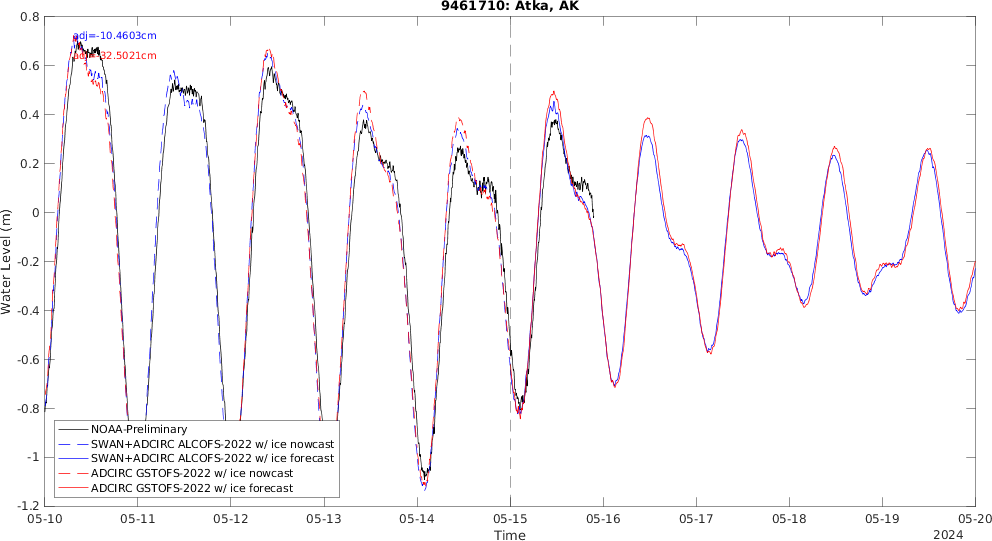 9461710: Atka, AK
adj=-10.4603cm
adj=-32.5021cm
0.8
0.6
0.4
0.2
0
-0.2
-0.4
-0.6
-0.8
-1
-1.2
Water Level (m)
NOAA-Preliminary
SWAN+ADCIRC ALCOFS-2022 w/ ice nowcast
SWAN+ADCIRC ALCOFS-2022 w/ ice forecast
ADCIRC GSTOFS-2022 w/ ice nowcast
ADCIRC GSTOFS-2022 w/ ice forecast
05-10 05-11 05-12 05-13 05-14 05-15 05-16 05-17 05-18 05-19 05-20
Time
2024